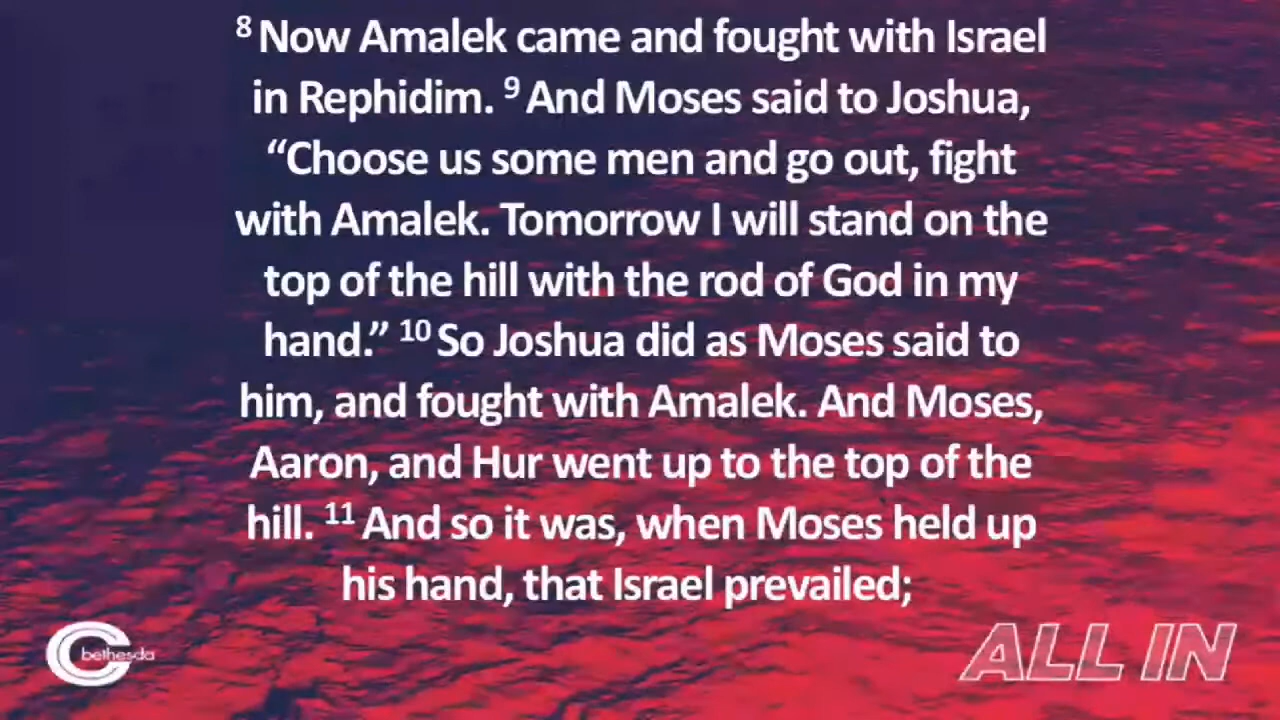 ⁸ Now Amalek came and fought with Israel
in Rephidim. ⁹ And Moses said to Joshua,
“Choose us some men and go out, fight
with Amalek. Tomorrow I will stand on the
top of the hill with the rod of God in my
hand.” ¹⁰ So Joshua did as Moses said to
him, and fought with Amalek. And Moses,
Aaron, and Hur went up to the top of the
hill. ¹¹ And so it was, when Moses held up
his hand, that Israel prevailed;
bethesda
ALL IN